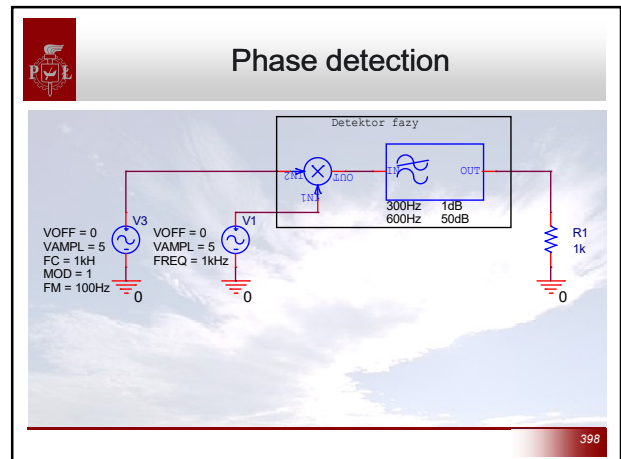 P Ł
Phase detection
Detektor fazy
IN2
OUT
IN1
IN
OUT
300Hz 1dB
600Hz 50dB
V3
VOFF = 0
VAMPL = 5
FC = 1kH
MOD = 1
FM = 100Hz
0
V1
VOFF = 0
VAMPL = 5
FREQ = 1kHz
0
R1
1k
0
398